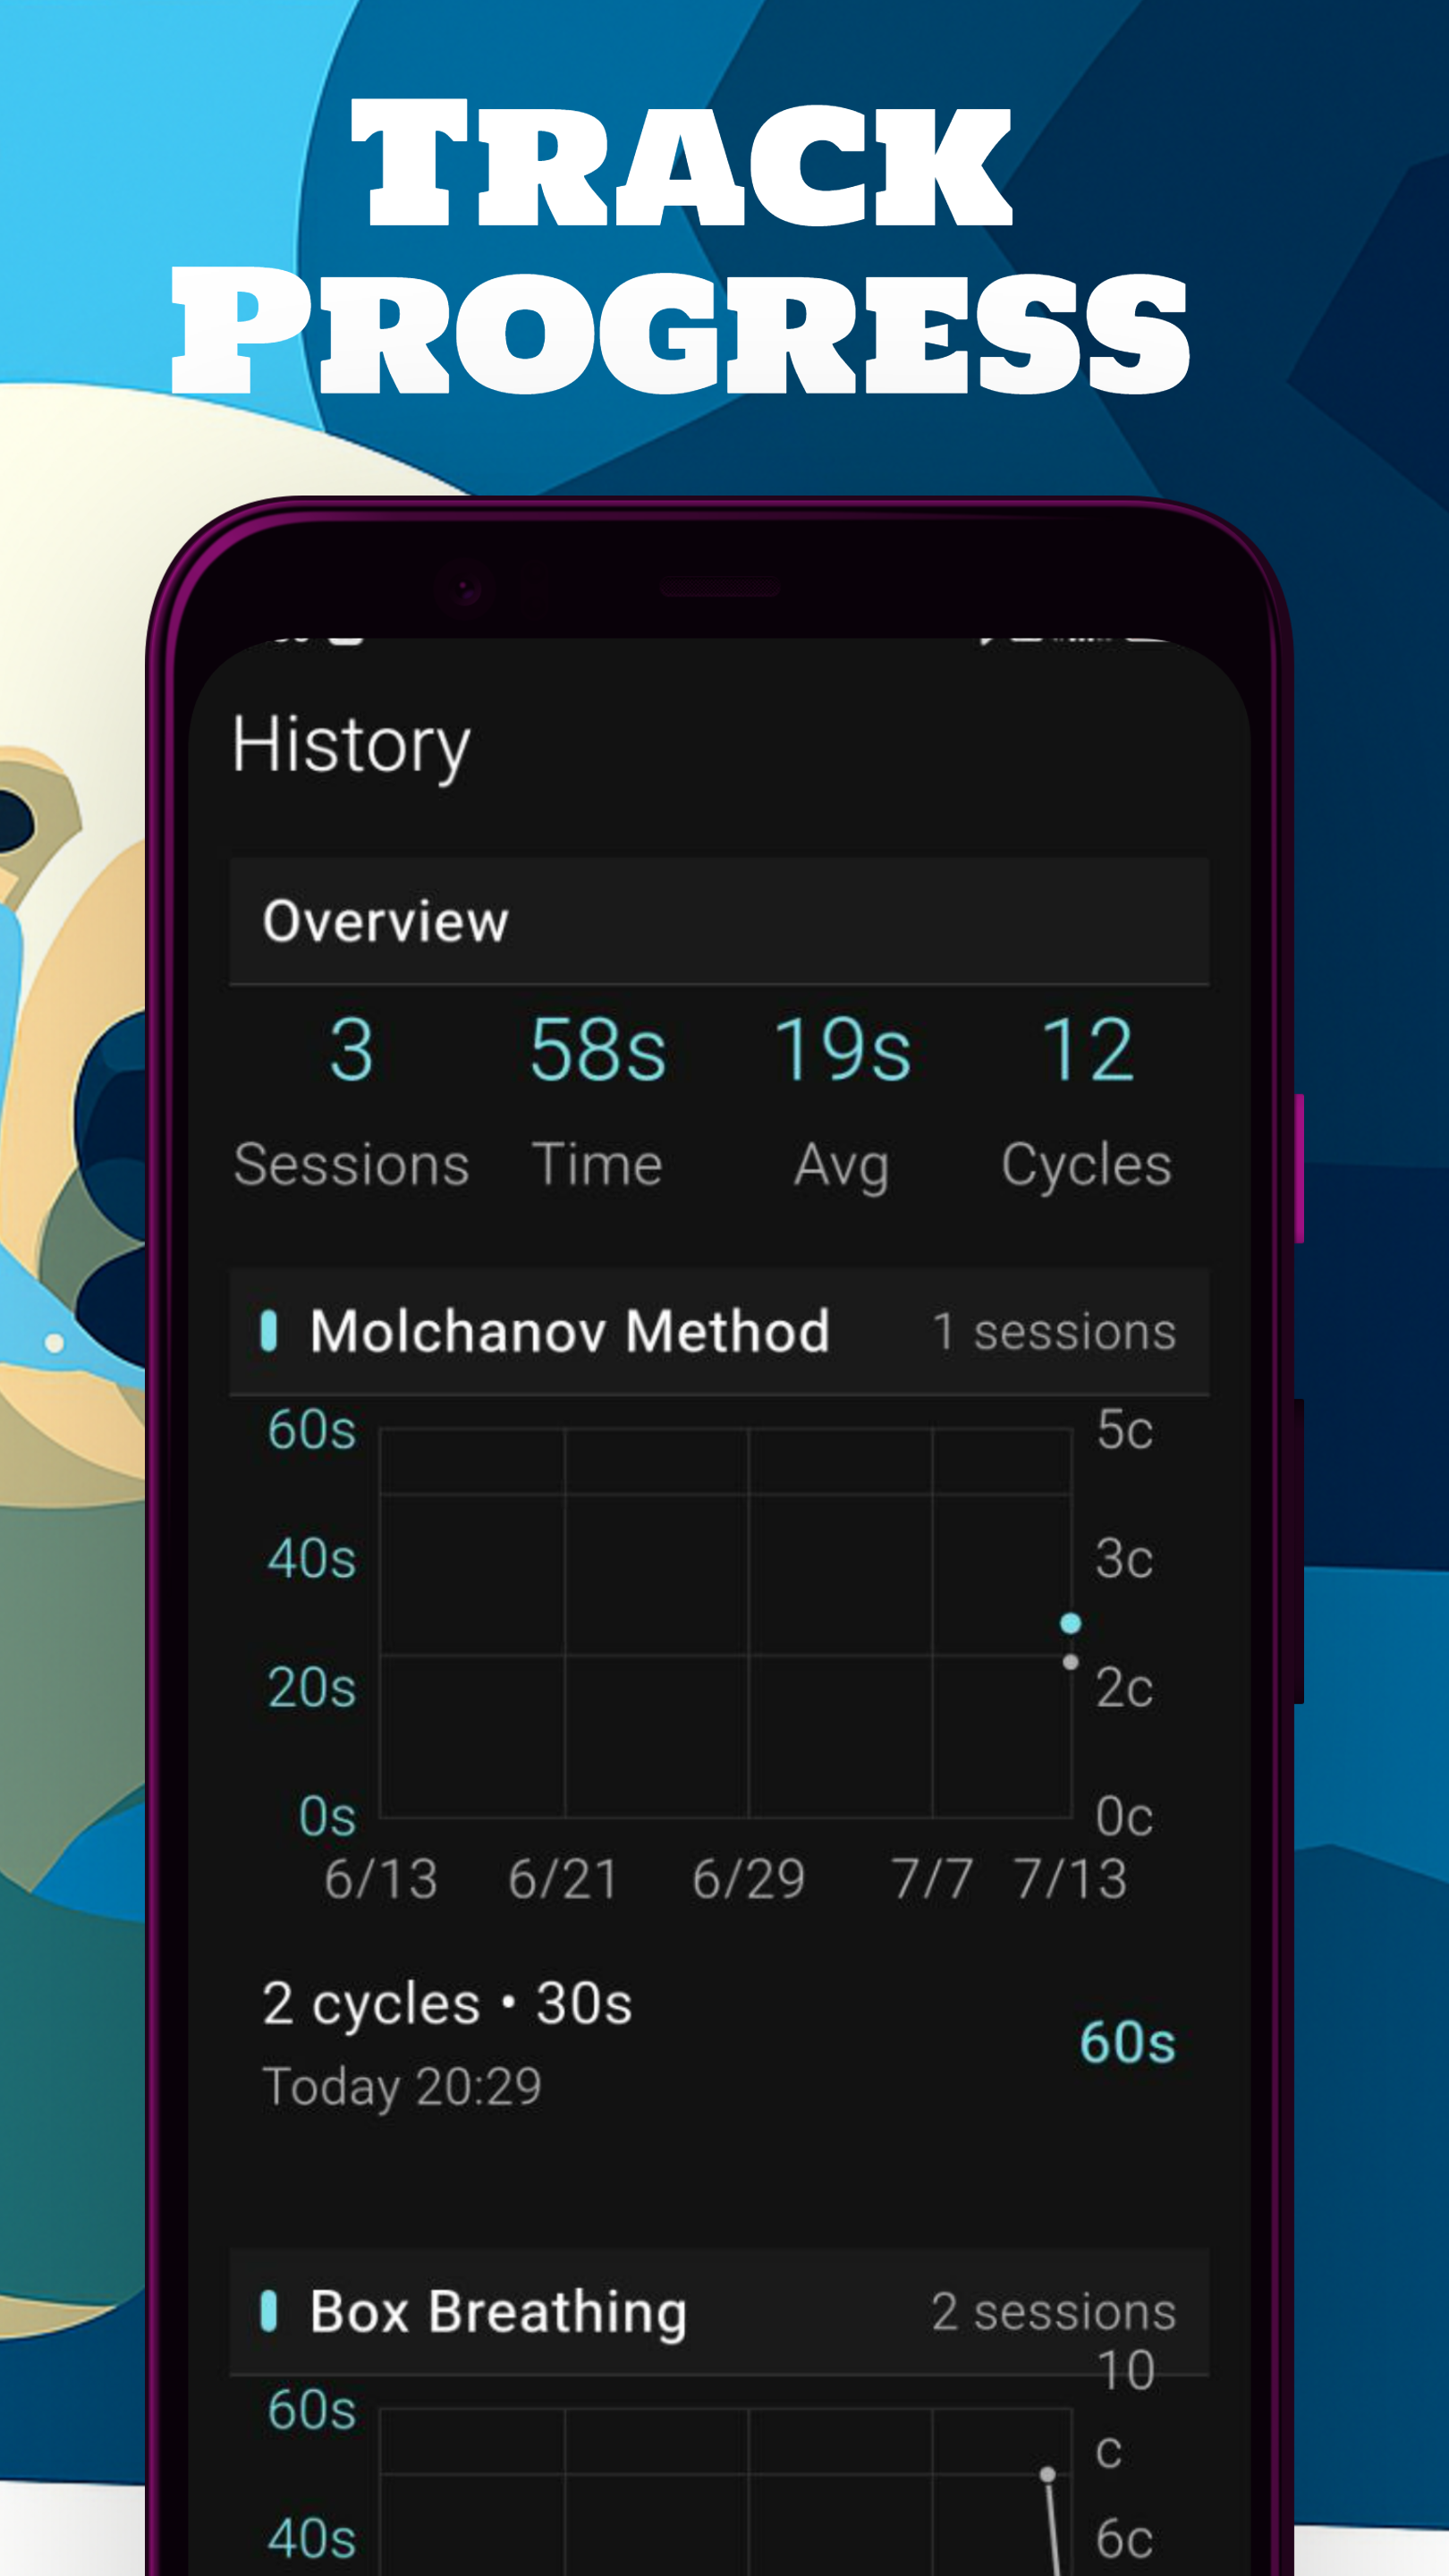 TRACK
PROGRESS
History
Overview
3 58s 19s 12
Sessions Time Avg Cycles
Molchanov Method 1 sessions
60s 5c
40s 3c
20s 2c
0s 0c
6/13 6/21 6/29 7/7 7/13
2 cycles • 30s
60s
Today 20:29
Box Breathing 2 sessions
10
60s
c
40s 6c